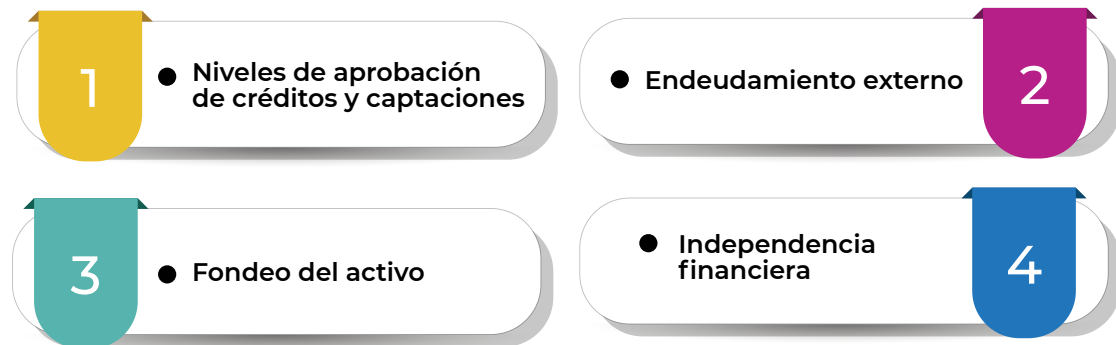 1
Niveles de aprobación
de créditos y captaciones
Endeudamiento externo
2
3
Fondeo del activo
Independencia
financiera
4